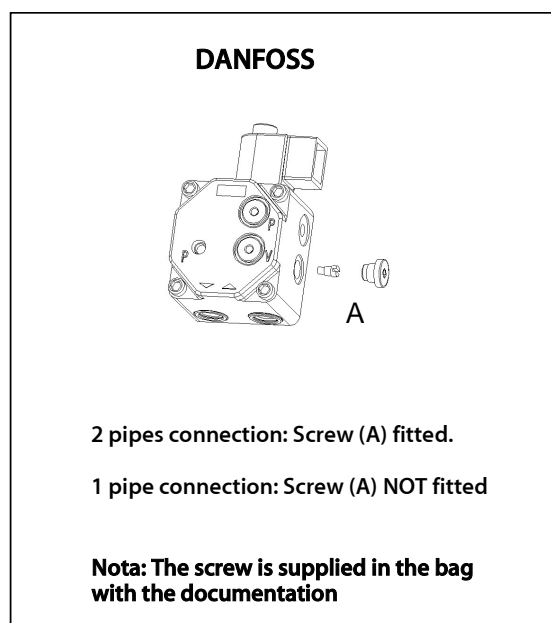 DANFOSS
P
P
V
A
2 pipes connection: Screw (A) fitted.
1 pipe connection: Screw (A) NOT fitted
Nota: The screw is supplied in the bag
with the documentation